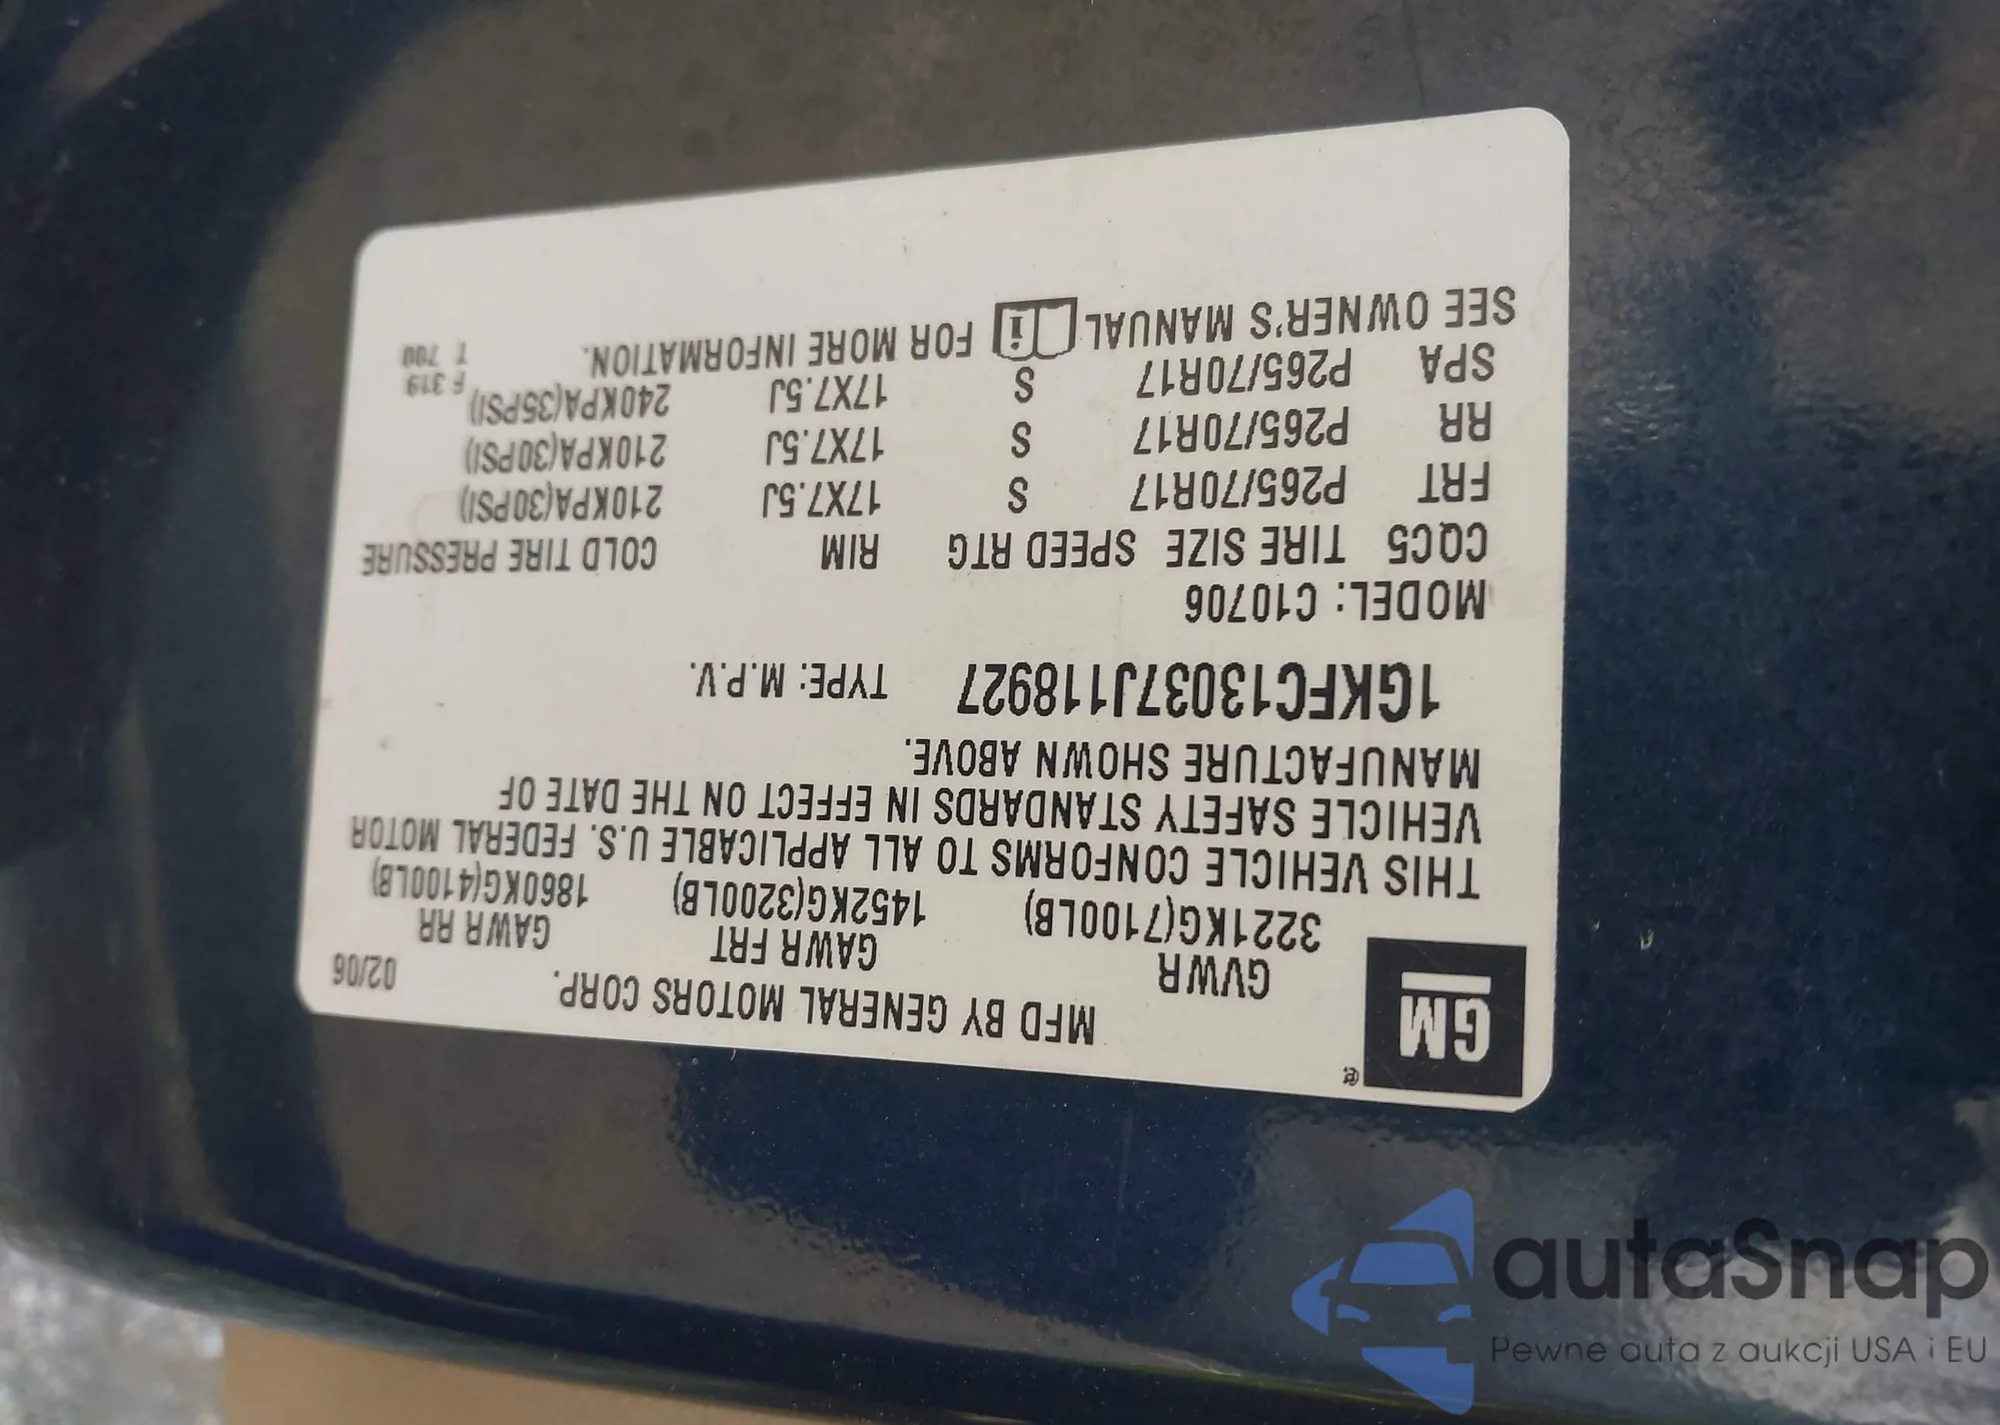 GM
®
MFD BY GENERAL MOTORS CORP. 02/06
GVWR GAWR FRT GAWR RR
3221KG(7100LB) 1452KG(3200LB) 1860KG(4100LB)
THIS VEHICLE CONFORMS TO ALL APPLICABLE U.S. FEDERAL MOTOR
VEHICLE SAFETY STANDARDS IN EFFECT ON THE DATE OF
MANUFACTURE SHOWN ABOVE.
1GKFC13037J118927 TYPE: M.P.V.
MODEL: C10706
CQC5 TIRE SIZE SPEED RTG RIM COLD TIRE PRESSURE
FRT P265/70R17 S 17X7.5J 210KPA(30PSI)
RR P265/70R17 S 17X7.5J 210KPA(30PSI)
SPA P265/70R17 S 17X7.5J 240KPA(35PSI) F 319
SEE OWNER'S MANUAL i FOR MORE INFORMATION. T 700
autaSnap
Pewne auta z aukcji USA i EU